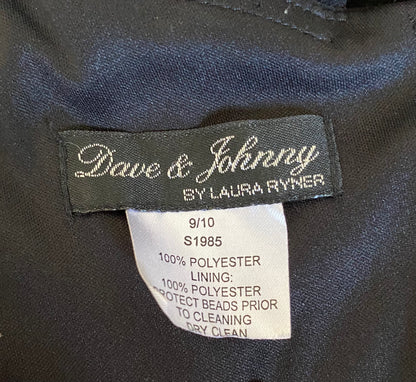 Dave & Johnny
BY LAURA RYNER
9/10
S1985
100% POLYESTER
LINING:
100% POLYESTER
PROTECT BEADS PRIOR
TO CLEANING
DRY CLEAN